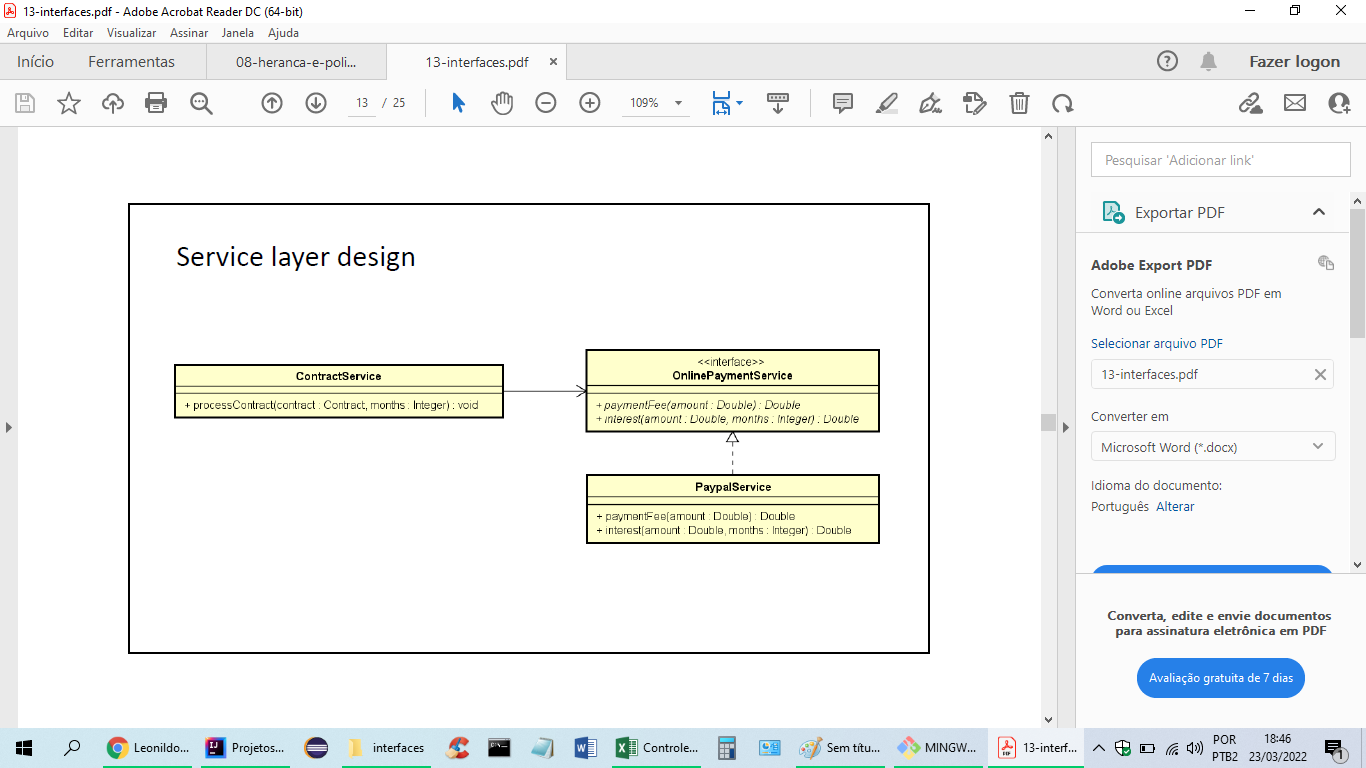 13-interfaces.pdf - Adobe Acrobat Reader DC (64-bit)
Arquivo Editar Visualizar Assinar Janela Ajuda
Início Ferramentas 08-heranca-e-poli... 13-interfaces.pdf × Fazer logon
13 / 25 109%
Pesquisar 'Adicionar link'
Exportar PDF
Adobe Export PDF
Converta online arquivos PDF em
Word ou Excel
Selecionar arquivo PDF
13-interfaces.pdf
Converter em
Microsoft Word (*.docx)
Idioma do documento:
Português Alterar
Converta, edite e envie documentos
para assinatura eletrônica em PDF
Avaliação gratuita de 7 dias
Service layer design
ContractService
+ processContract(contract : Contract, months : Integer) : void
<<interface>>
OnlinePaymentService
+ paymentFee(amount : Double) : Double
+ interest(amount : Double, months : Integer) : Double
PaypalService
+ paymentFee(amount : Double) : Double
+ interest(amount : Double, months : Integer) : Double
Leonildo... Projetos... interfaces Controle... Sem títu... MINGW... 13-interf...
POR
PTB2
18:46
23/03/2022
1